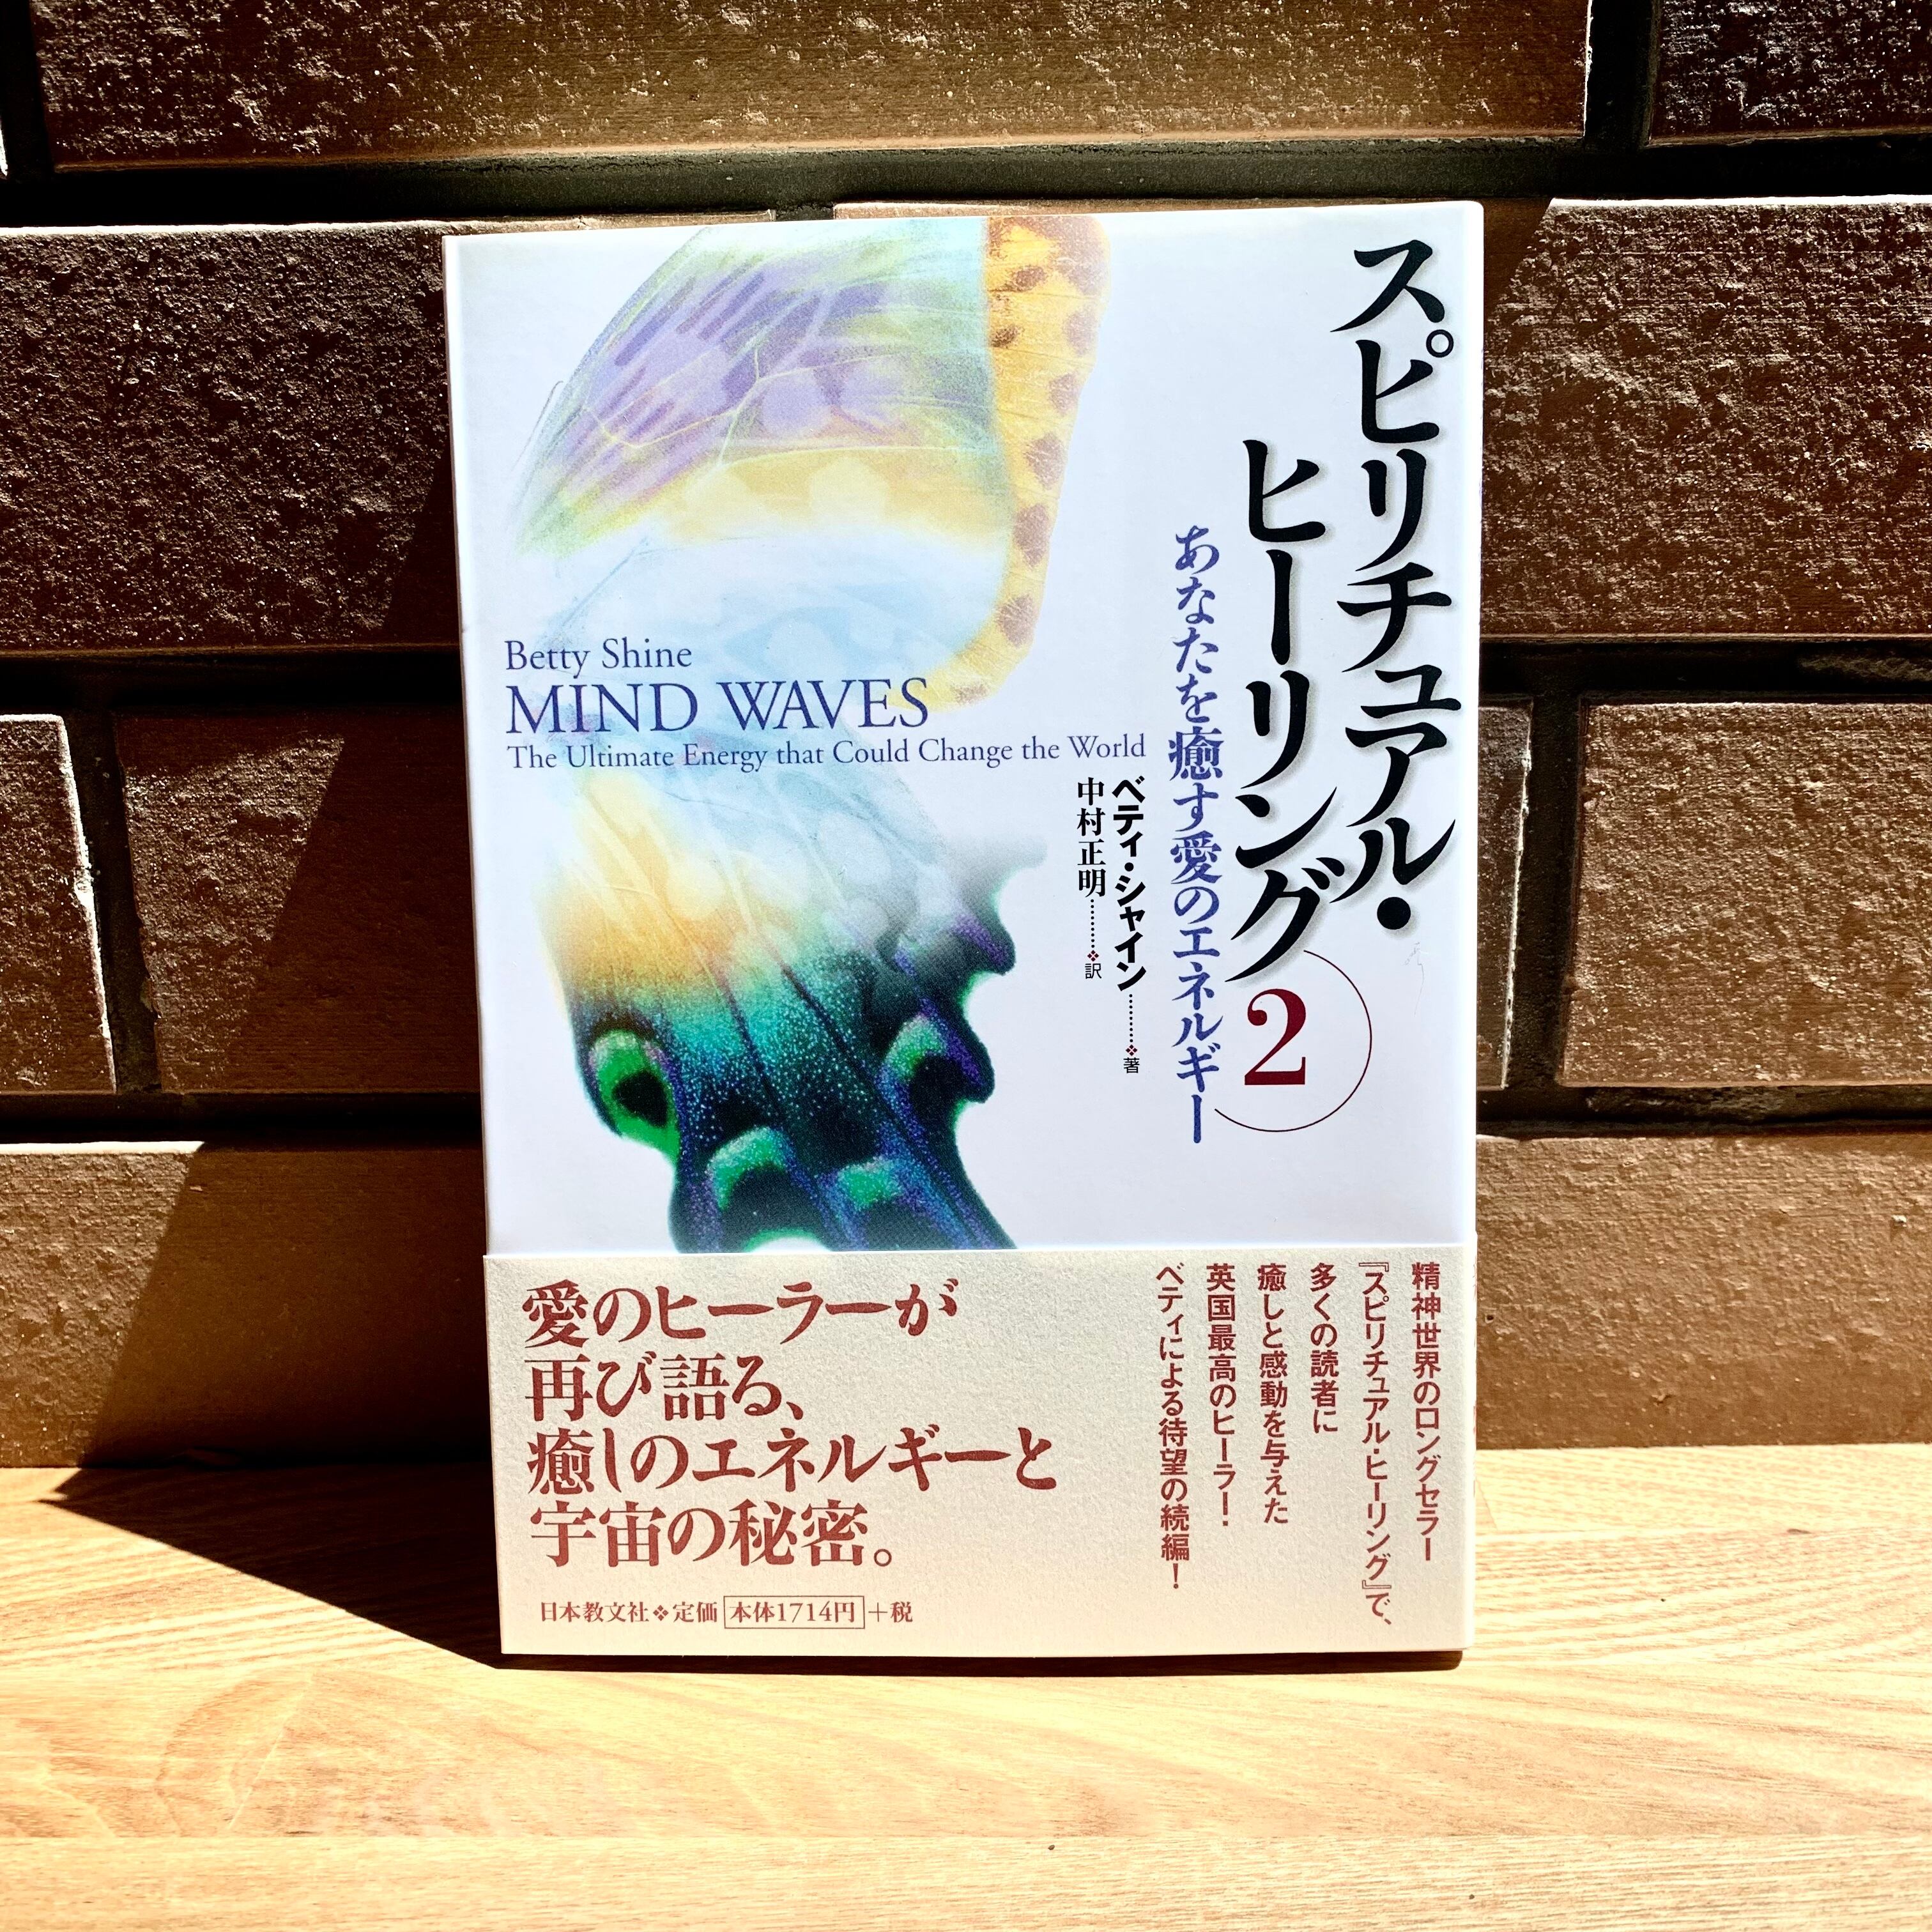 スピリチュアル・
ヒーリング2
あなたを癒す愛のエネルギー
Betty Shine
MIND WAVES
The Ultimate Energy that Could Change the World
ベティ・シャイン………❖著
中村正明………❖訳
精神世界のロングセラー
『スピリチュアル・ヒーリング』で、
多くの読者に
癒しと感動を与えた
英国最高のヒーラー・
ベティによる待望の続編！
愛のヒーラーが
再び語る、
癒しのエネルギーと
宇宙の秘密。
日本教文社❖定価 本体1714円＋税